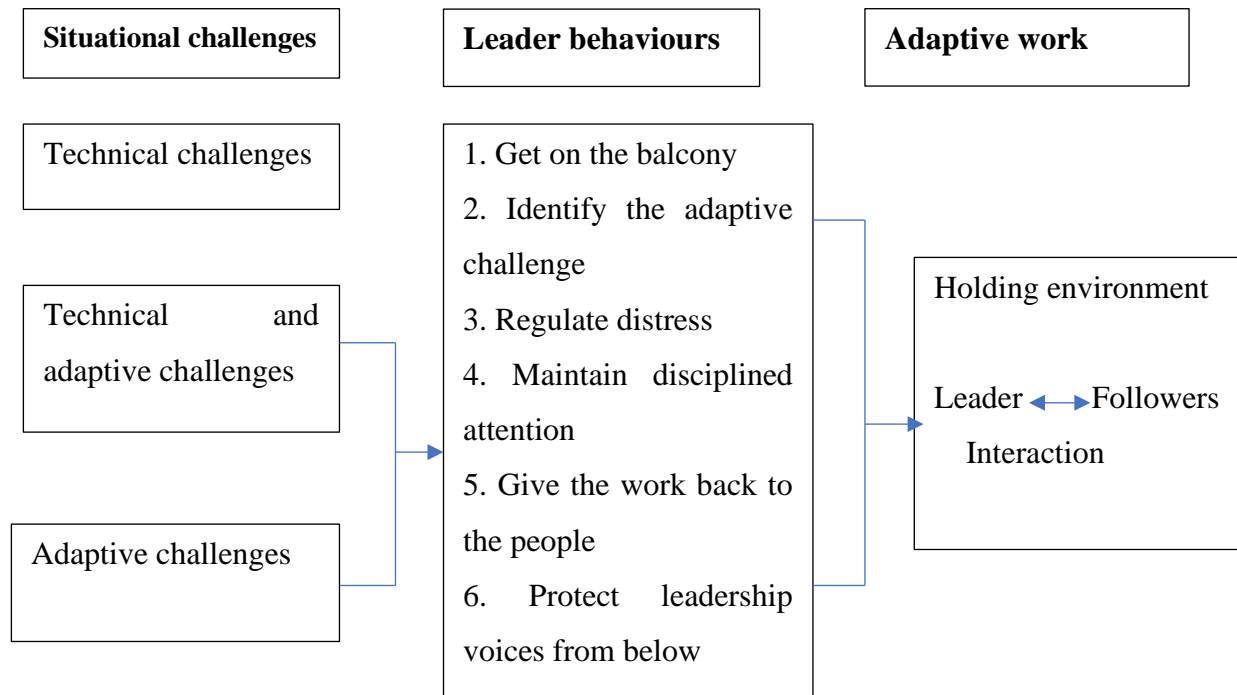 Situational challenges
Leader behaviours
Adaptive work
Technical challenges
Technical and
adaptive challenges
Adaptive challenges
1. Get on the balcony
2. Identify the adaptive
challenge
3. Regulate distress
4. Maintain disciplined
attention
5. Give the work back to
the people
6. Protect leadership
voices from below
Holding environment
Leader Followers
Interaction